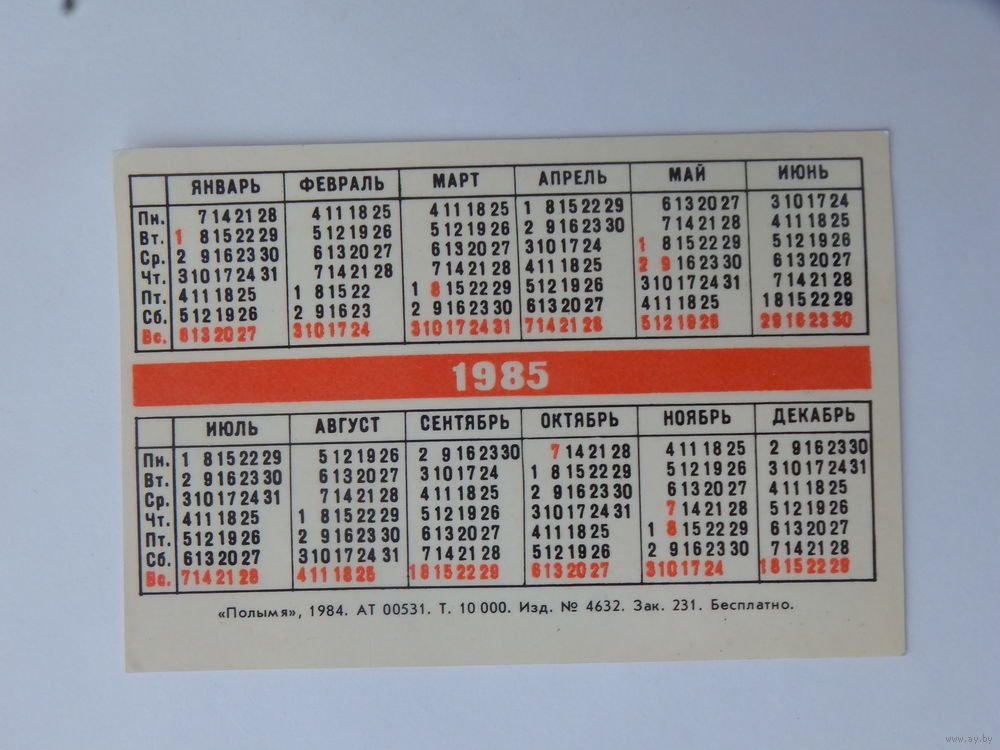 ЯНВАРЬ ФЕВРАЛЬ МАРТ АПРЕЛЬ МАЙ ИЮНЬ
Пн. 7 14 21 28 4 11 18 25 4 11 18 25 1 8 15 22 29 6 13 20 27 3 10 17 24
Вт. 1 8 15 22 29 5 12 19 26 5 12 19 26 2 9 16 23 30 7 14 21 28 4 11 18 25
Ср. 2 9 16 23 30 6 13 20 27 6 13 20 27 3 10 17 24 1 8 15 22 29 5 12 19 26
Чт. 3 10 17 24 31 7 14 21 28 7 14 21 28 4 11 18 25 2 9 16 23 30 6 13 20 27
Пт. 4 11 18 25 1 8 15 22 1 8 15 22 29 5 12 19 26 3 10 17 24 31 7 14 21 28
Сб. 5 12 19 26 2 9 16 23 2 9 16 23 30 6 13 20 27 4 11 18 25 1 8 15 22 29
Вс. 6 13 20 27 3 10 17 24 3 10 17 24 31 7 14 21 28 5 12 19 26 2 9 16 23 30
1985
ИЮЛЬ АВГУСТ СЕНТЯБРЬ ОКТЯБРЬ НОЯБРЬ ДЕКАБРЬ
Пн. 1 8 15 22 29 5 12 19 26 2 9 16 23 30 7 14 21 28 4 11 18 25 2 9 16 23 30
Вт. 2 9 16 23 30 6 13 20 27 3 10 17 24 1 8 15 22 29 5 12 19 26 3 10 17 24 31
Ср. 3 10 17 24 31 7 14 21 28 4 11 18 25 2 9 16 23 30 6 13 20 27 4 11 18 25
Чт. 4 11 18 25 1 8 15 22 29 5 12 19 26 3 10 17 24 31 7 14 21 28 5 12 19 26
Пт. 5 12 19 26 2 9 16 23 30 6 13 20 27 4 11 18 25 1 8 15 22 29 6 13 20 27
Сб. 6 13 20 27 3 10 17 24 31 7 14 21 28 5 12 19 26 2 9 16 23 30 7 14 21 28
Вс. 7 14 21 28 4 11 18 25 1 8 15 22 29 6 13 20 27 3 10 17 24 1 8 15 22 29
«Полымя», 1984. АТ 00531. Т. 10 000. Изд. № 4632. Зак. 231. Бесплатно.
www.ay.by